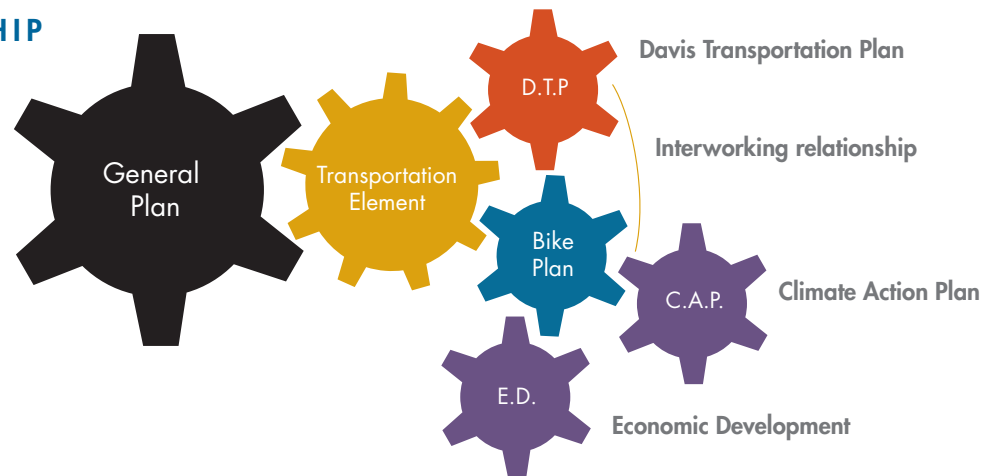 HIP
General
Plan
Transportation
Element
D.T.P
Davis Transportation Plan
Interworking relationship
Bike
Plan
C.A.P.
Climate Action Plan
E.D.
Economic Development